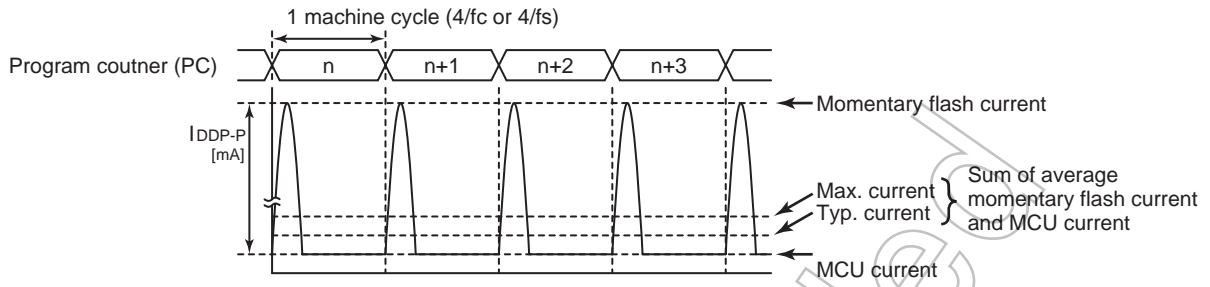 1 machine cycle (4/fc or 4/fs)
Program coutner (PC)
n
n+1
n+2
n+3
Momentary flash current
IDDP-P
[mA]
Max. current
Typ. current
Sum of average
momentary flash current
and MCU current
MCU current